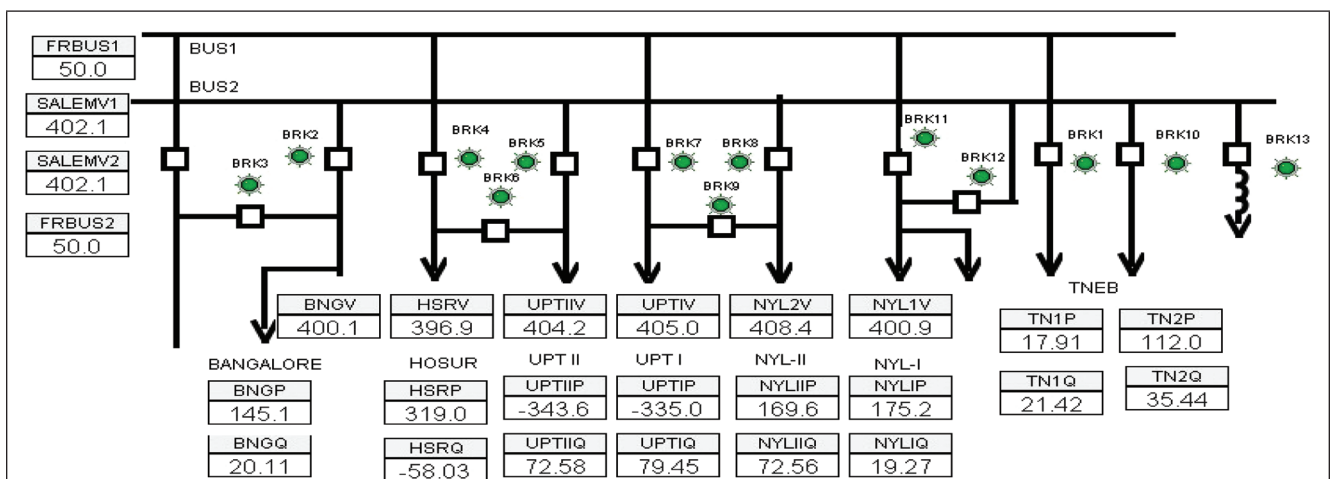 FRBUS1
50.0
SALEMV1
402.1
SALEMV2
402.1
FRBUS2
50.0
BUS1
BUS2
BRK3
BRK2
BRK4
BRK5
BRK6
BRK7
BRK8
BRK9
BRK11
BRK12
BRK1
BRK10
BRK13
TNEB
BNGV
400.1
HSRV
396.9
UPTIIV
404.2
UPTIV
405.0
NYL2V
408.4
NYL1V
400.9
TN1P
17.91
TN2P
112.0
TN1Q
21.42
TN2Q
35.44
BANGALORE
BNGP
145.1
BNGQ
20.11
HOSUR
HSRP
319.0
HSRQ
-58.03
UPT II
UPTIIP
-343.6
UPTIIQ
72.58
UPT I
UPTIP
-335.0
UPTIQ
79.45
NYL-II
NYLIIP
169.6
NYLIIQ
72.56
NYL-I
NYLIP
175.2
NYLIQ
19.27